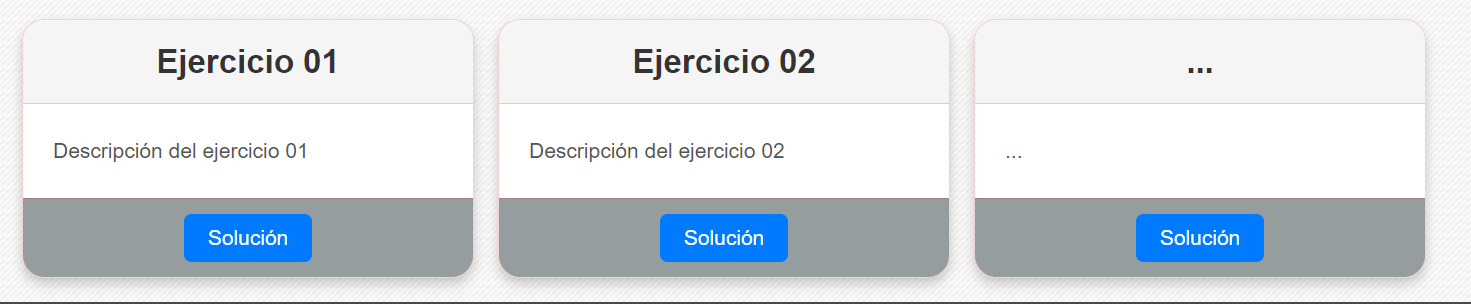 Ejercicio 01
Descripción del ejercicio 01
Solución
Ejercicio 02
Descripción del ejercicio 02
Solución
...
...
Solución